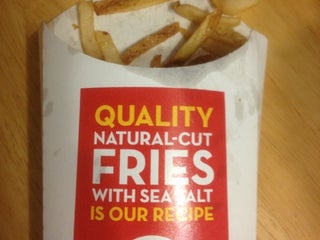 QUALITY
NATURAL-CUT
FRIES
WITH SEA SALT
IS OUR RECIPE